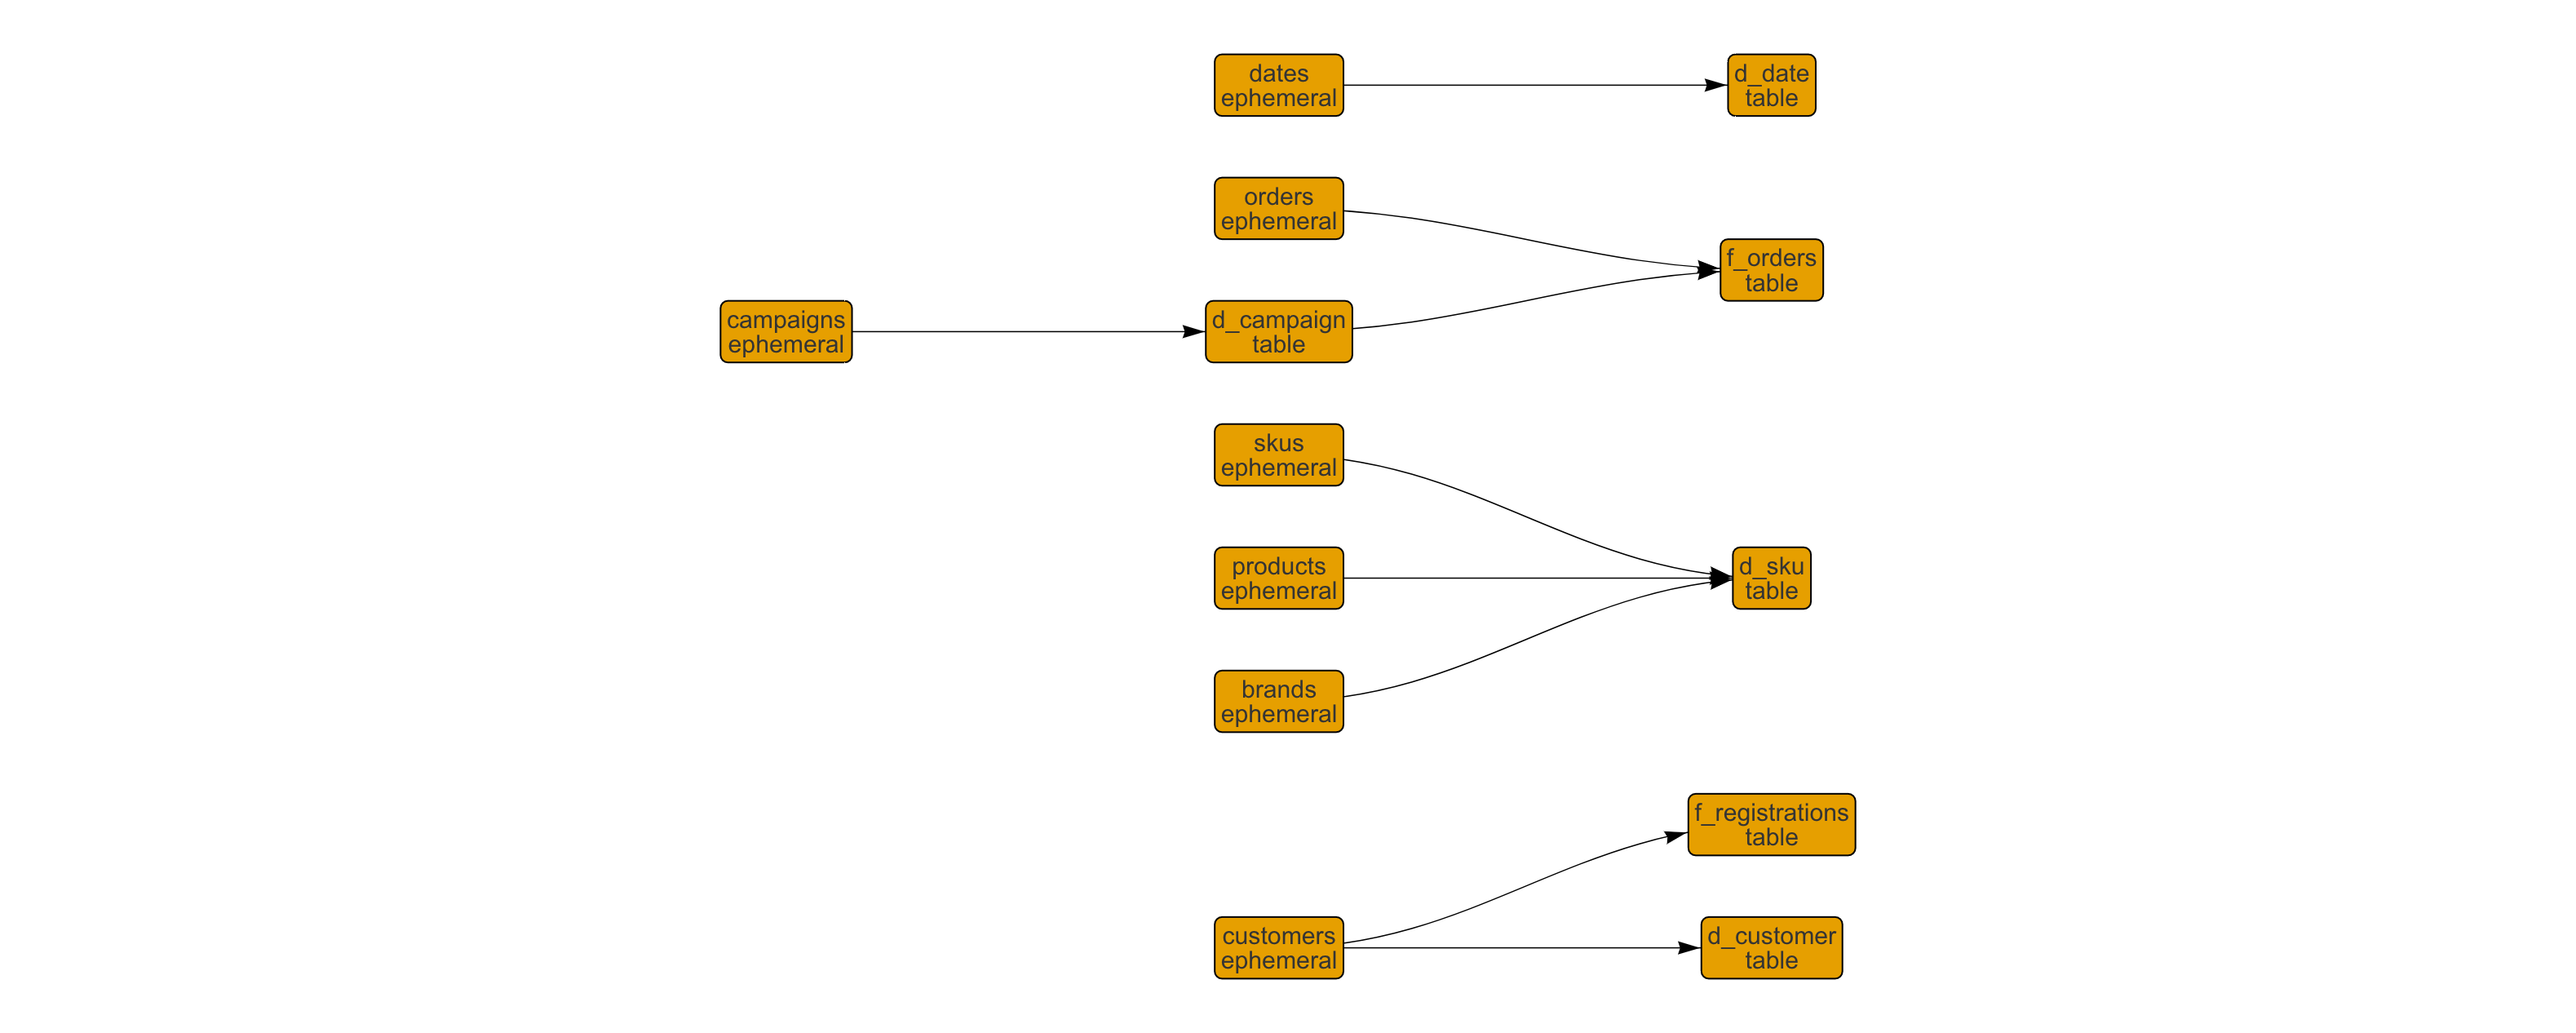 dates
ephemeral
d_date
table
orders
ephemeral
f_orders
table
campaigns
ephemeral
d_campaign
table
skus
ephemeral
products
ephemeral
d_sku
table
brands
ephemeral
f_registrations
table
customers
ephemeral
d_customer
table